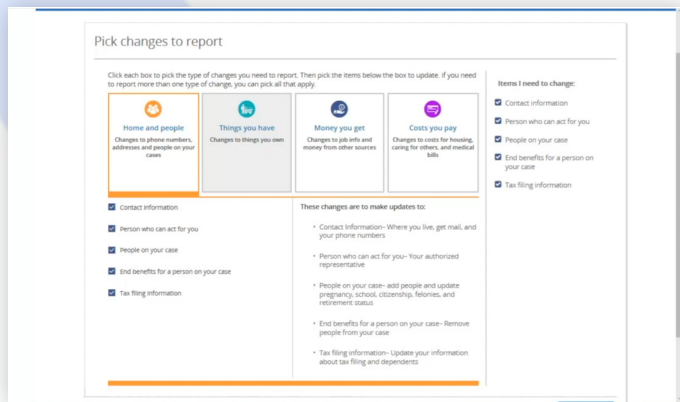 Pick changes to report
Click each box to pick the type of changes you need to report. Then pick the items below the box to update. if you need
to report more than one type of change, you can pick all that apply.
Home and people
Changes to phone numbers,
addresses and people on your
cases
Things you have
Changes to things you own
Money you get
Changes to job info and
money from other sources
Costs you pay
Changes to costs for housing,
caring for others, and medical
bills
Contact information
Person who can act for you
People on your case
End benefits for a person on your case
Tax filing information
These changes are to make updates to:
• Contact Information– Where you live, get mail, and
your phone numbers
• Person who can act for you– Your authorized
representative
• People on your case– add people and update
pregnancy, school, citizenship, felonies, and
retirement status
• End benefits for a person on your case– Remove
people from your case
• Tax filing information– Update your information
about tax filing and dependents
Items I need to change:
Contact information
Person who can act for you
People on your case
End benefits for a person on
your case
Tax filing information